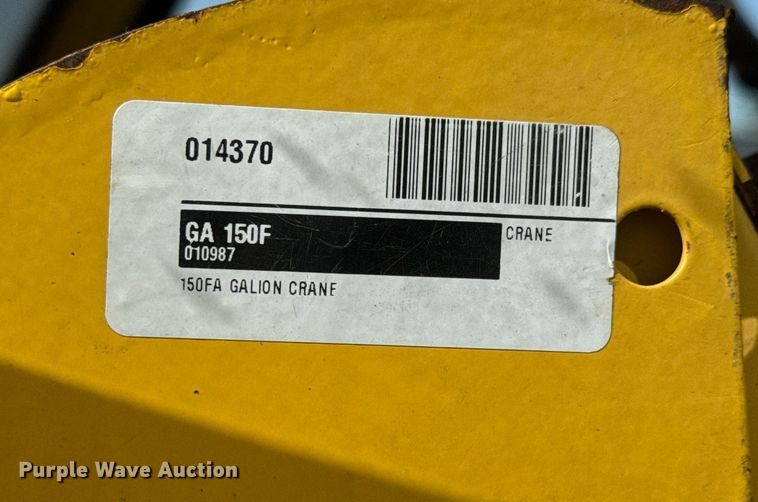 014370
GA 150F
CRANE
010987
150FA GALION CRANE
Purple Wave Auction